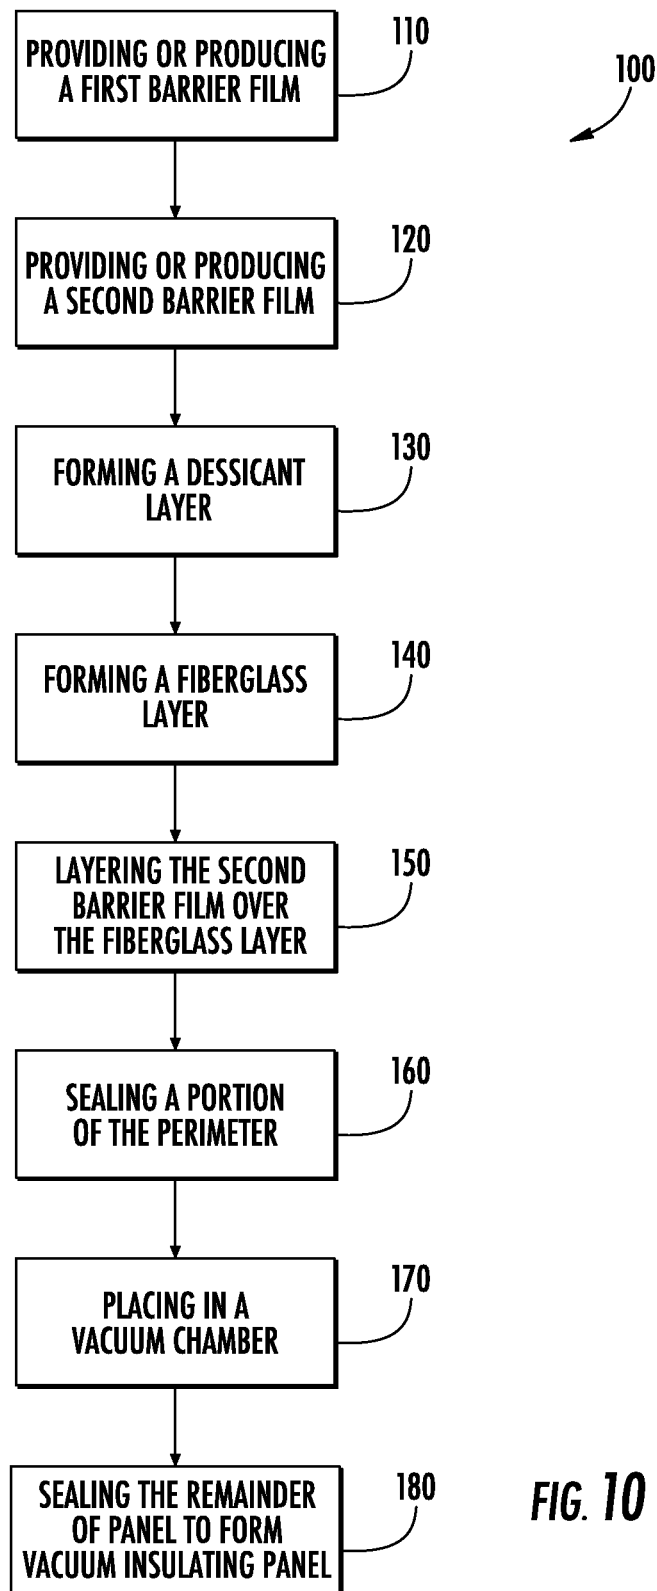 PROVIDING OR PRODUCING
A FIRST BARRIER FILM
110
100
PROVIDING OR PRODUCING
A SECOND BARRIER FILM
120
FORMING A DESSICANT
LAYER
130
FORMING A FIBERGLASS
LAYER
140
LAYERING THE SECOND
BARRIER FILM OVER
THE FIBERGLASS LAYER
150
SEALING A PORTION
OF THE PERIMETER
160
PLACING IN A
VACUUM CHAMBER
170
SEALING THE REMAINDER
OF PANEL TO FORM
VACUUM INSULATING PANEL
180
FIG. 10